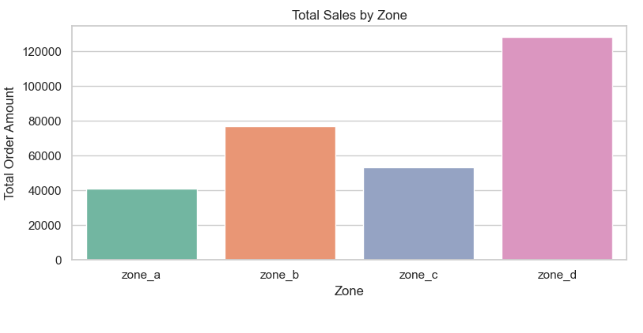 Total Sales by Zone
Total Order Amount
120000
100000
80000
60000
40000
20000
0
zone_a zone_b zone_c zone_d
Zone